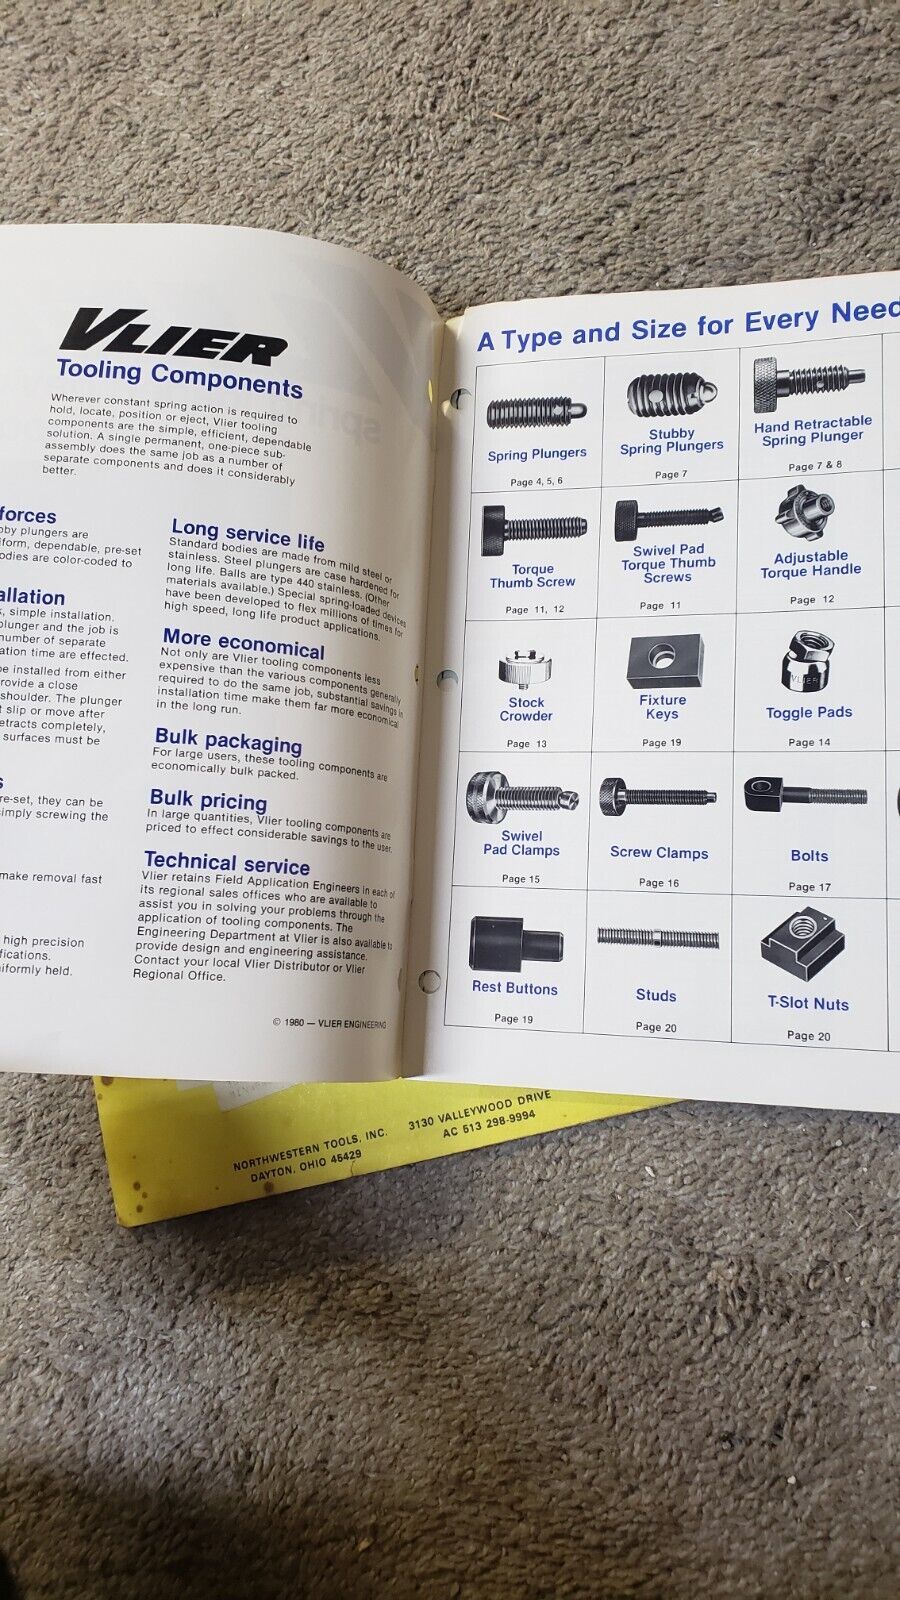 VLIER
Tooling Components
Wherever constant spring action is required to
hold, locate, position or eject, Vlier tooling
components are the simple, efficient, dependable
solution. A single permanent, one-piece sub-
assembly does the same job as a number of
separate components and does it considerably
better.
forces
by plungers are
form, dependable, pre-set
odies are color-coded to
allation
, simple installation.
plunger and the job is
number of separate
ation time are effected.
be installed from either
rovide a close
shoulder. The plunger
t slip or move after
etracts completely,
surfaces must be
s
re-set, they can be
simply screwing the
make removal fast
high precision
fications.
iformly held.
Long service life
Standard bodies are made from mild steel or
stainless. Steel plungers are case hardened for
long life. Balls are type 440 stainless. (Other
materials available.) Special spring-loaded devices
have been developed to flex millions of times for
high speed, long life product applications.
More economical
Not only are Vlier tooling components less
expensive than the various components generally
required to do the same job, substantial savings in
installation time make them far more economical
in the long run.
Bulk packaging
For large users, these tooling components are
economically bulk packed.
Bulk pricing
In large quantities, Vlier tooling components are
priced to effect considerable savings to the user.
Technical service
Vlier retains Field Application Engineers in each of
its regional sales offices who are available to
assist you in solving your problems through the
application of tooling components. The
Engineering Department at Vlier is also available to
provide design and engineering assistance.
Contact your local Vlier Distributor or Vlier
Regional Office.
© 1980 — VLIER ENGINEERING
A Type and Size for Every Need
Spring Plungers
Page 4, 5, 6
Stubby
Spring Plungers
Page 7
Hand Retractable
Spring Plunger
Page 7 & 8
Torque
Thumb Screw
Page 11, 12
Swivel Pad
Torque Thumb
Screws
Page 11
Adjustable
Torque Handle
Page 12
Stock
Crowder
Page 13
Fixture
Keys
Page 19
VLIER
Toggle Pads
Page 14
Swivel
Pad Clamps
Page 15
Screw Clamps
Page 16
Bolts
Page 17
Rest Buttons
Page 19
Studs
Page 20
T-Slot Nuts
Page 20
NORTHWESTERN TOOLS, INC. 3130 VALLEYWOOD DRIVE
DAYTON, OHIO 45429 AC 513 298-9994